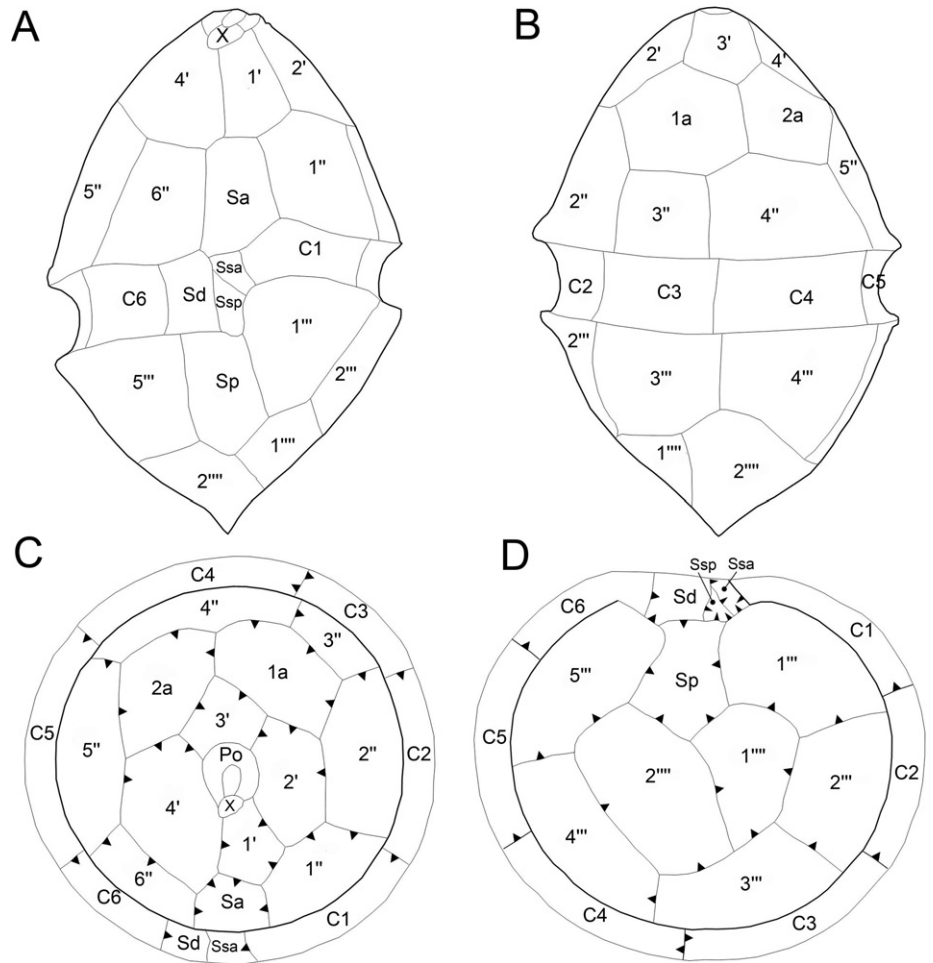 A
X
4' 1' 2'
5'' 6'' Sa 1''
C6 Sd Ssa C1
Ssp
5''' Sp 1''' 2'''
2'''' 1''''
B
2' 3' 4'
1a 2a
2'' 3'' 4'' 5''
C2 C3 C4 C5
2''' 3''' 4'''
1'''' 2''''
C
C4
4'' C3
3''
2a 1a
3'
C5 5'' Po 2' 2'' C2
4' X
1'
6'' 1''
C6 Sa C1
Sd Ssa
D
Ssp Ssa
C6 Sd C1
5''' Sp 1'''
C5 2'''' 1'''' 2''' C2
4''' 3'''
C4 C3